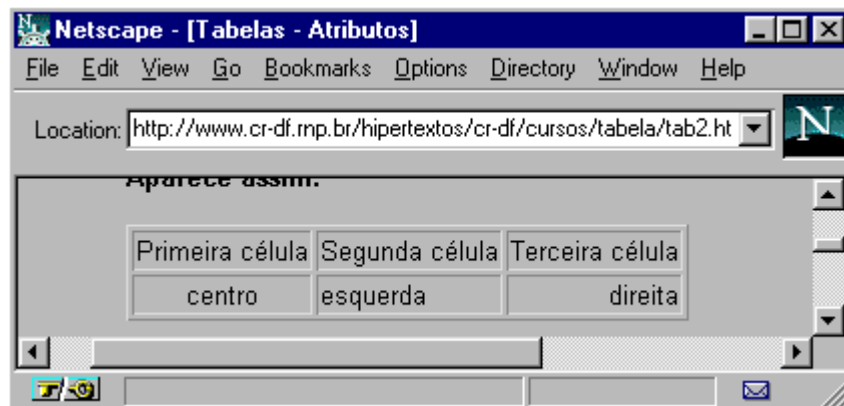 Netscape - [Tabelas - Atributos]
File Edit View Go Bookmarks Options Directory Window Help
Location: http://www.cr-df.rnp.br/hipertextos/cr-df/cursos/tabela/tab2.ht
N
Aparece assim:
Primeira célula Segunda célula Terceira célula
centro esquerda direita